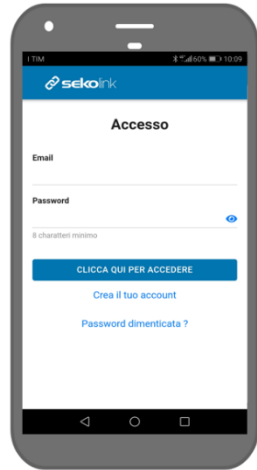 I TIM 60% 10:09
sekolink
Accesso
Email
Password
8 charatteri minimo
CLICCA QUI PER ACCEDERE
Crea il tuo account
Password dimenticata ?